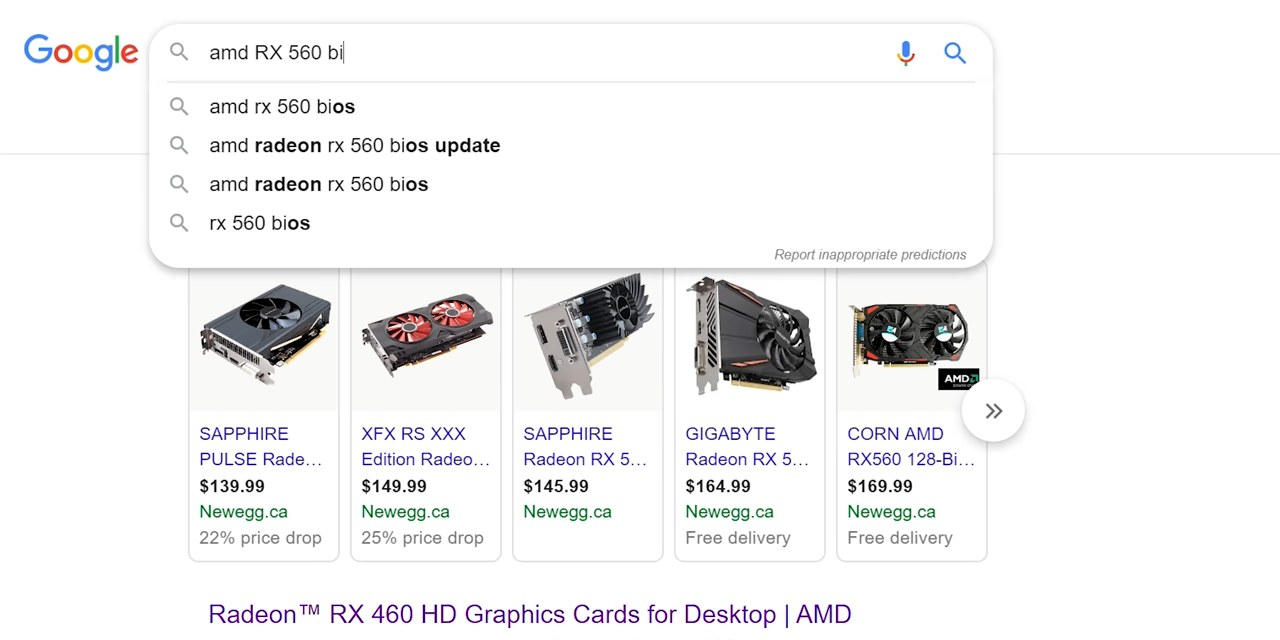 Google
amd RX 560 bi
amd rx 560 bios
amd radeon rx 560 bios update
amd radeon rx 560 bios
rx 560 bios
Report inappropriate predictions
AMD
SAPPHIRE
PULSE Rade...
$139.99
Newegg.ca
22% price drop
XFX RS XXX
Edition Radeo...
$149.99
Newegg.ca
25% price drop
SAPPHIRE
Radeon RX 5...
$145.99
Newegg.ca
GIGABYTE
Radeon RX 5...
$164.99
Newegg.ca
Free delivery
CORN AMD
RX560 128-Bi...
$169.99
Newegg.ca
Free delivery
Radeon™ RX 460 HD Graphics Cards for Desktop | AMD